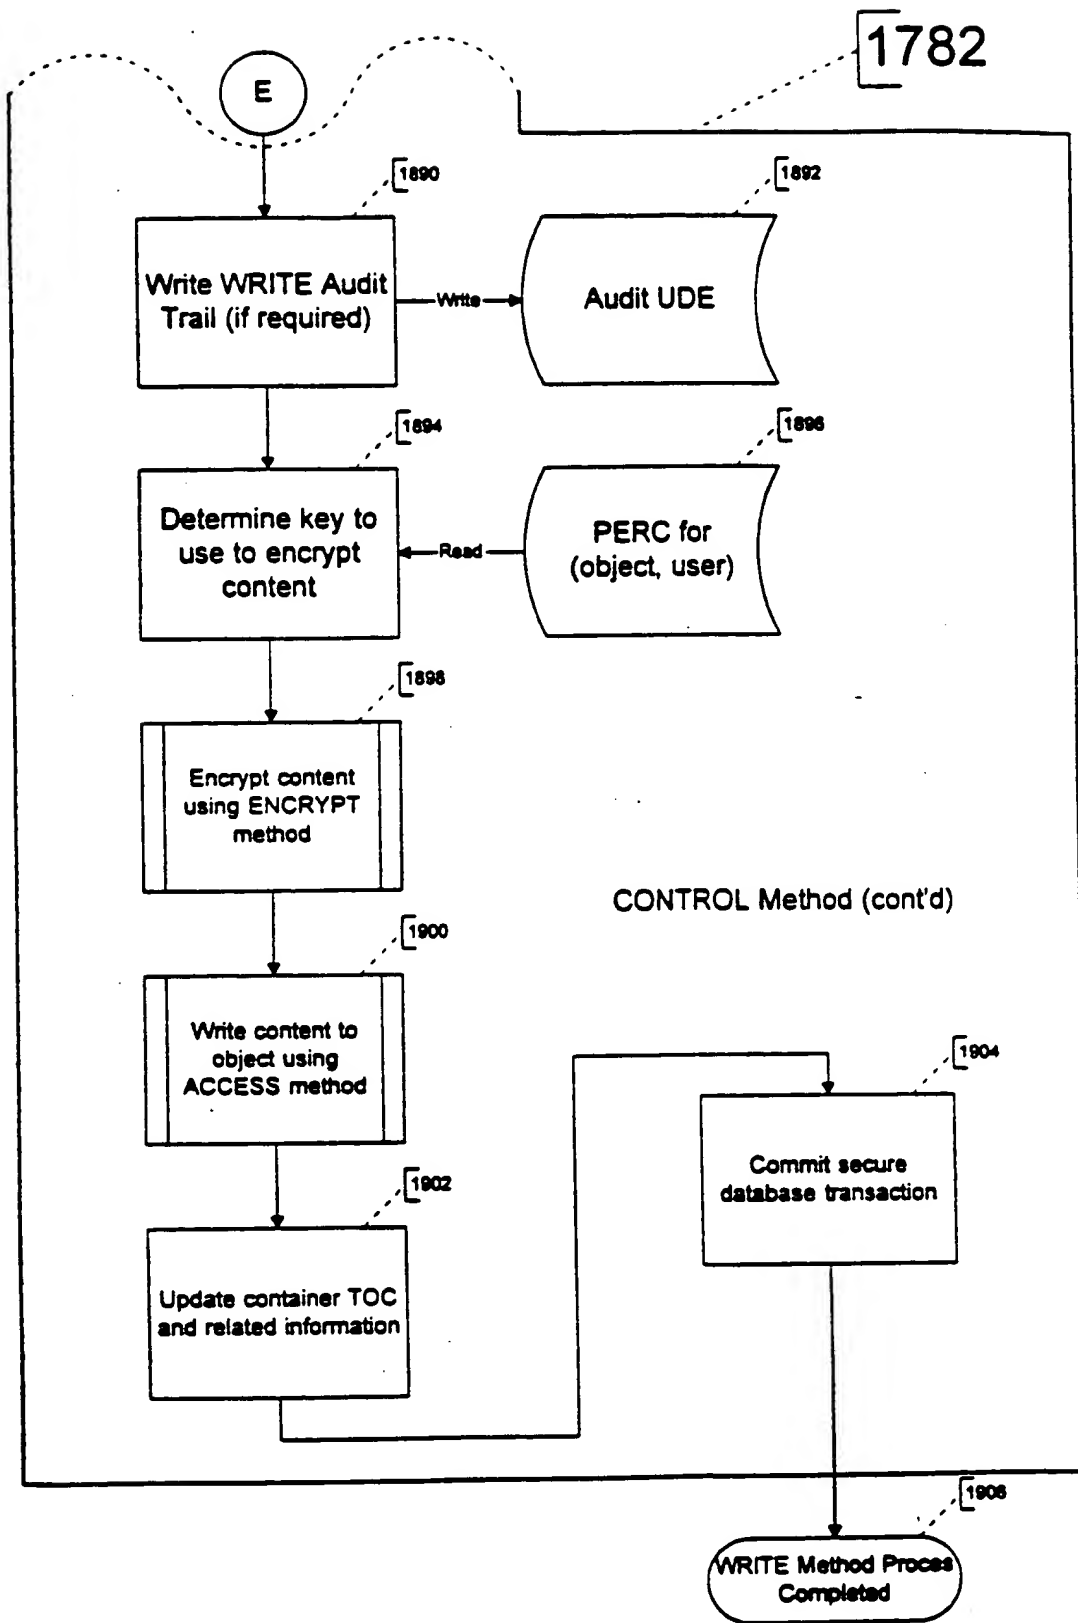 1782
E
1890
1892
Write WRITE Audit
Trail (if required)
Write
Audit UDE
1894
1896
Determine key to
use to encrypt
content
Read
PERC for
(object, user)
1898
Encrypt content
using ENCRYPT
method
CONTROL Method (cont'd)
1900
Write content to
object using
ACCESS method
1904
Commit secure
database transaction
1902
Update container TOC
and related information
1906
WRITE Method Proces
Completed